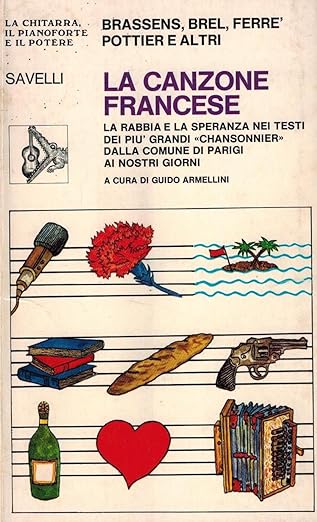 LA CHITARRA,
IL PIANOFORTE
E IL POTERE
BRASSENS, BREL, FERRE'
POTTIER E ALTRI
SAVELLI
LA CANZONE
FRANCESE
LA RABBIA E LA SPERANZA NEI TESTI
DEI PIU' GRANDI «CHANSONNIER»
DALLA COMUNE DI PARIGI
AI NOSTRI GIORNI
A CURA DI GUIDO ARMELLINI